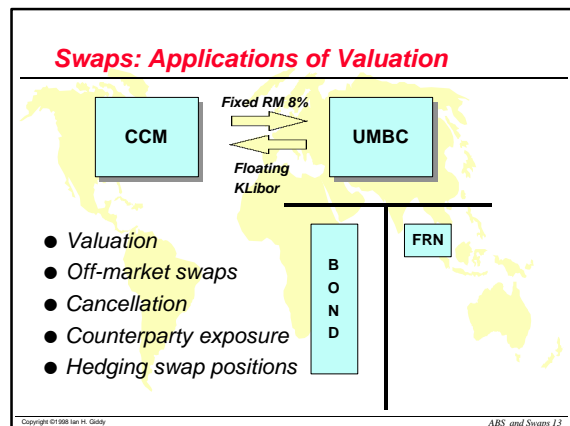 Swaps: Applications of Valuation
Fixed RM 8%
CCM
UMBC
Floating
KLibor
● Valuation
● Off-market swaps
● Cancellation
● Counterparty exposure
● Hedging swap positions
B
O
N
D
FRN
Copyright ©1998 Ian H. Giddy
ABS and Swaps 13